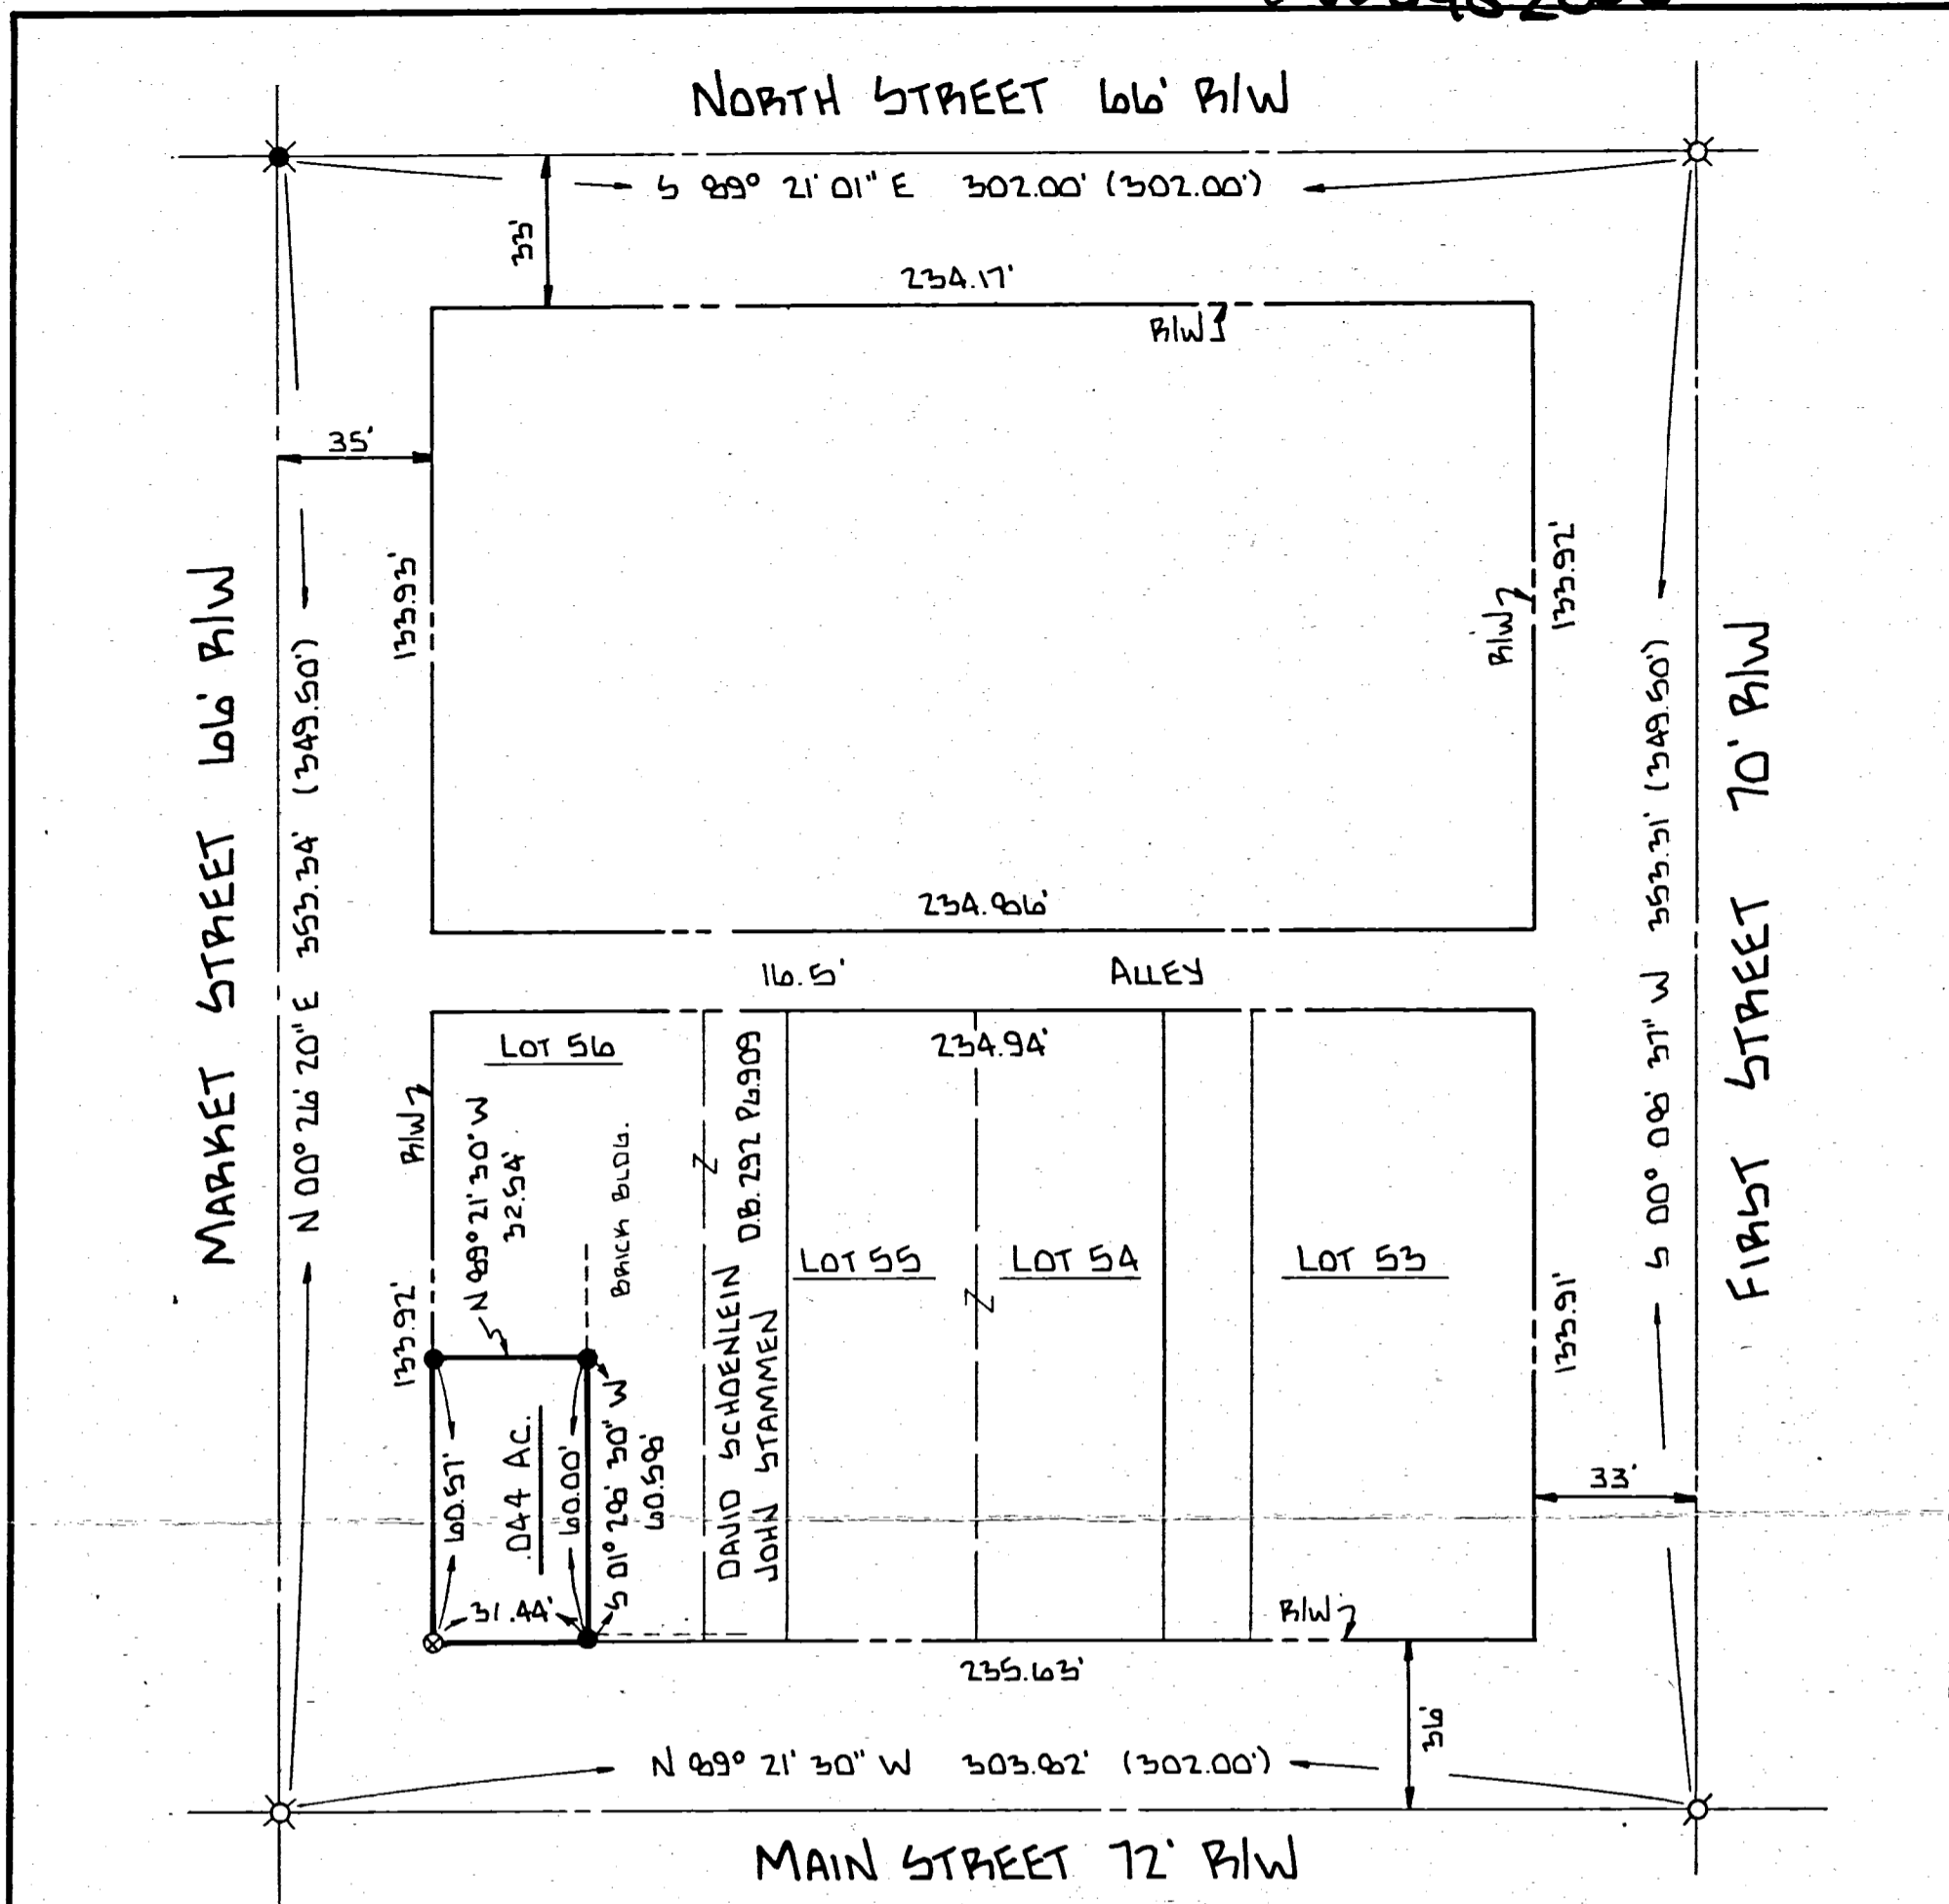 NORTH STREET 66' R/W
S 89° 21' 01" E 302.00' (302.00')
33'
234.17'
R/W
35'
133.93'
133.92'
R/W
MARKET STREET 66' R/W
N 00° 26' 20" E 353.34' (349.50')
S 00° 08' 37" W 353.31' (349.50')
FIRST STREET 70' R/W
234.86'
16.5' ALLEY
LOT 56
234.94'
R/W
N 89° 21' 30" W
32.54'
BRICK BLDG.
DAVID SCHOENLEIN D.B. 292 PG. 909
JOHN STAMMEN
LOT 55
LOT 54
LOT 53
133.92'
133.91'
60.57'
.044 AC.
60.00'
S 01° 28' 30" W
60.58'
31.44'
33'
R/W
235.63'
36'
N 89° 21' 30" W 303.82' (302.00')
MAIN STREET 72' R/W